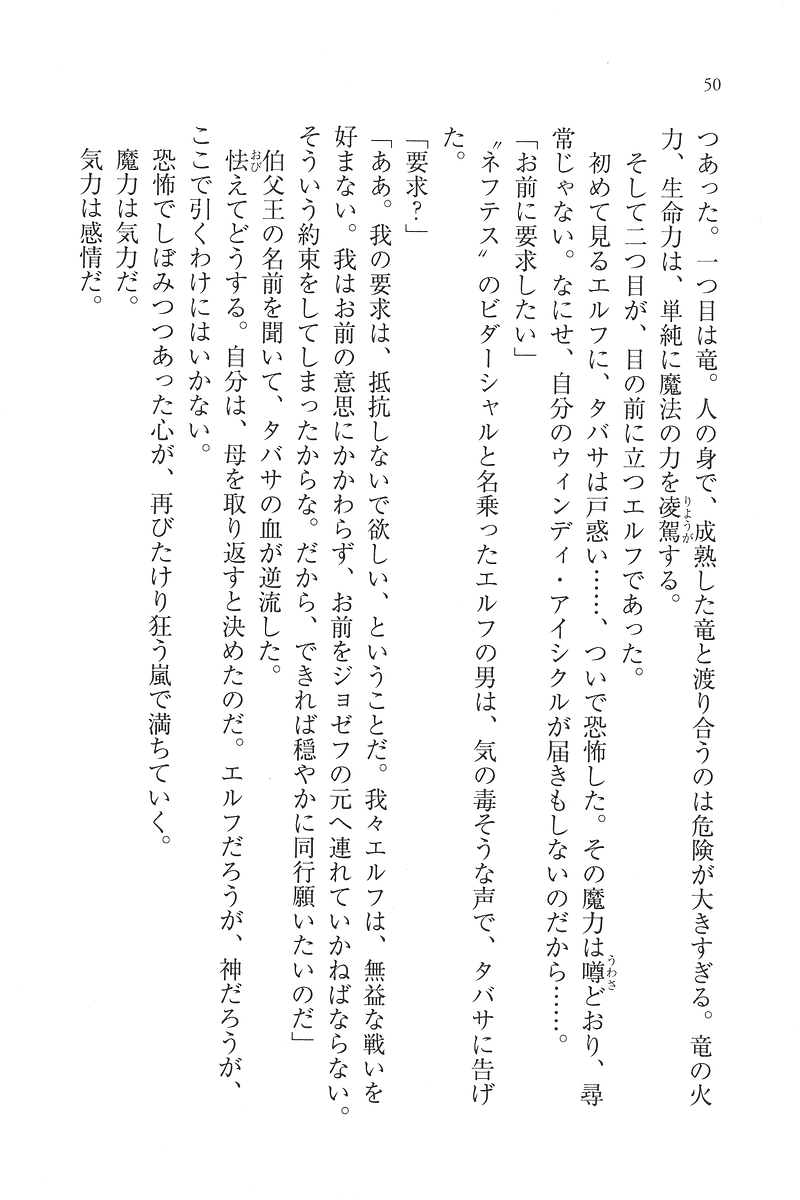 50
つあった。一つ目は竜。人の身で、成熟した竜と渡り合うのは危険が大きすぎる。竜の火
力、生命力は、単純に魔法の力を凌駕する。
そして二つ目が、目の前に立つエルフであった。
初めて見るエルフに、タバサは戸惑い……、ついで恐怖した。その魔力は噂どおり、尋
常じゃない。なにせ、自分のウィンディ・アイシクルが届きもしないのだから……。
「お前に要求したい」
〝ネフテス〟のビダーシャルと名乗ったエルフの男は、気の毒そうな声で、タバサに告げ
た。
「要求？」
「ああ。我の要求は、抵抗しないで欲しい、ということだ。我々エルフは、無益な戦いを
好まない。我はお前の意思にかかわらず、お前をジョゼフの元へ連れていかねばならない。
そういう約束をしてしまったからな。だから、できれば穏やかに同行願いたいのだ」
伯父王の名前を聞いて、タバサの血が逆流した。
怯えてどうする。自分は、母を取り返すと決めたのだ。エルフだろうが、神だろうが、
ここで引くわけにはいかない。
恐怖でしぼみつつあった心が、再びたけり狂う嵐で満ちていく。
魔力は気力だ。
気力は感情だ。